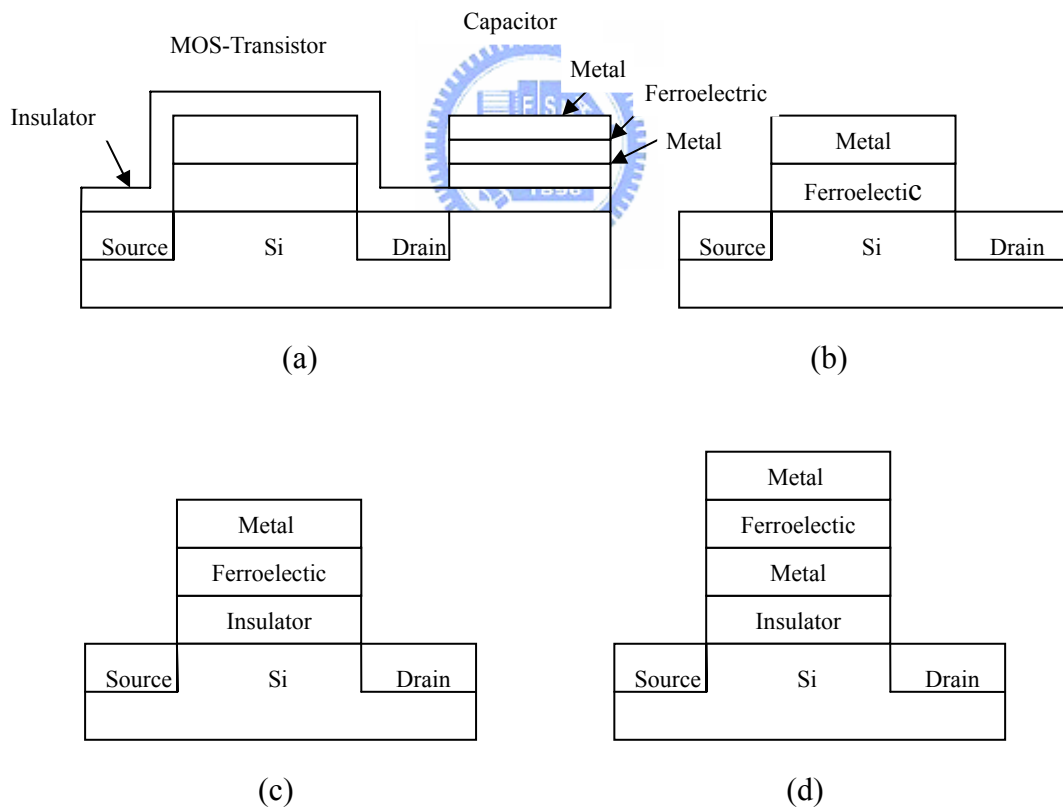 Capacitor
MOS-Transistor
Metal
Ferroelectric
Insulator
Metal
Source Si Drain
(a)
Metal
Ferroelectic
Source Si Drain
(b)
Metal
Ferroelectic
Insulator
Source Si Drain
(c)
Metal
Ferroelectic
Metal
Insulator
Source Si Drain
(d)